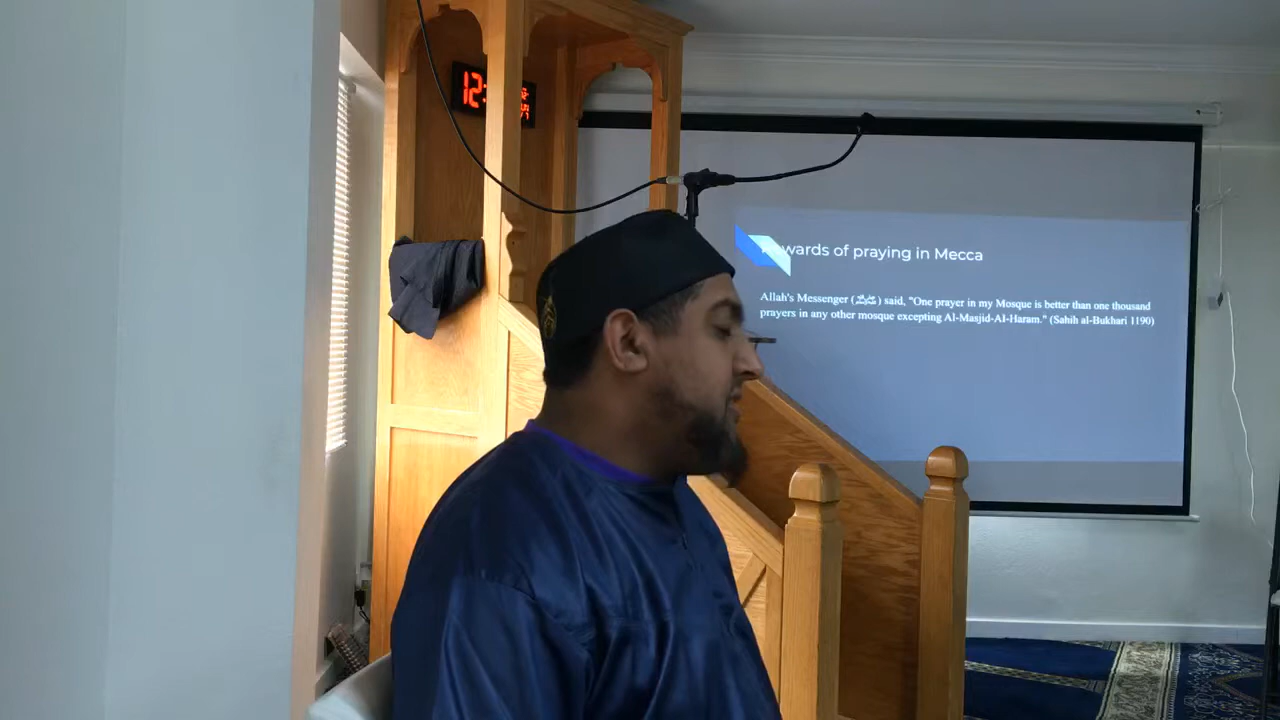 12:
wards of praying in Mecca
Allah's Messenger (ﷺ) said, "One prayer in my Mosque is better than one thousand
prayers in any other mosque excepting Al-Masjid-Al-Haram." (Sahih al-Bukhari 1190)